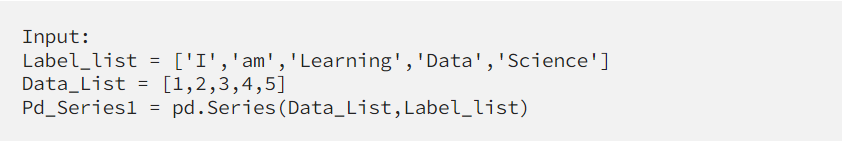 Input:
Label_list = ['I','am','Learning','Data','Science']
Data_List = [1,2,3,4,5]
Pd_Series1 = pd.Series(Data_List,Label_list)